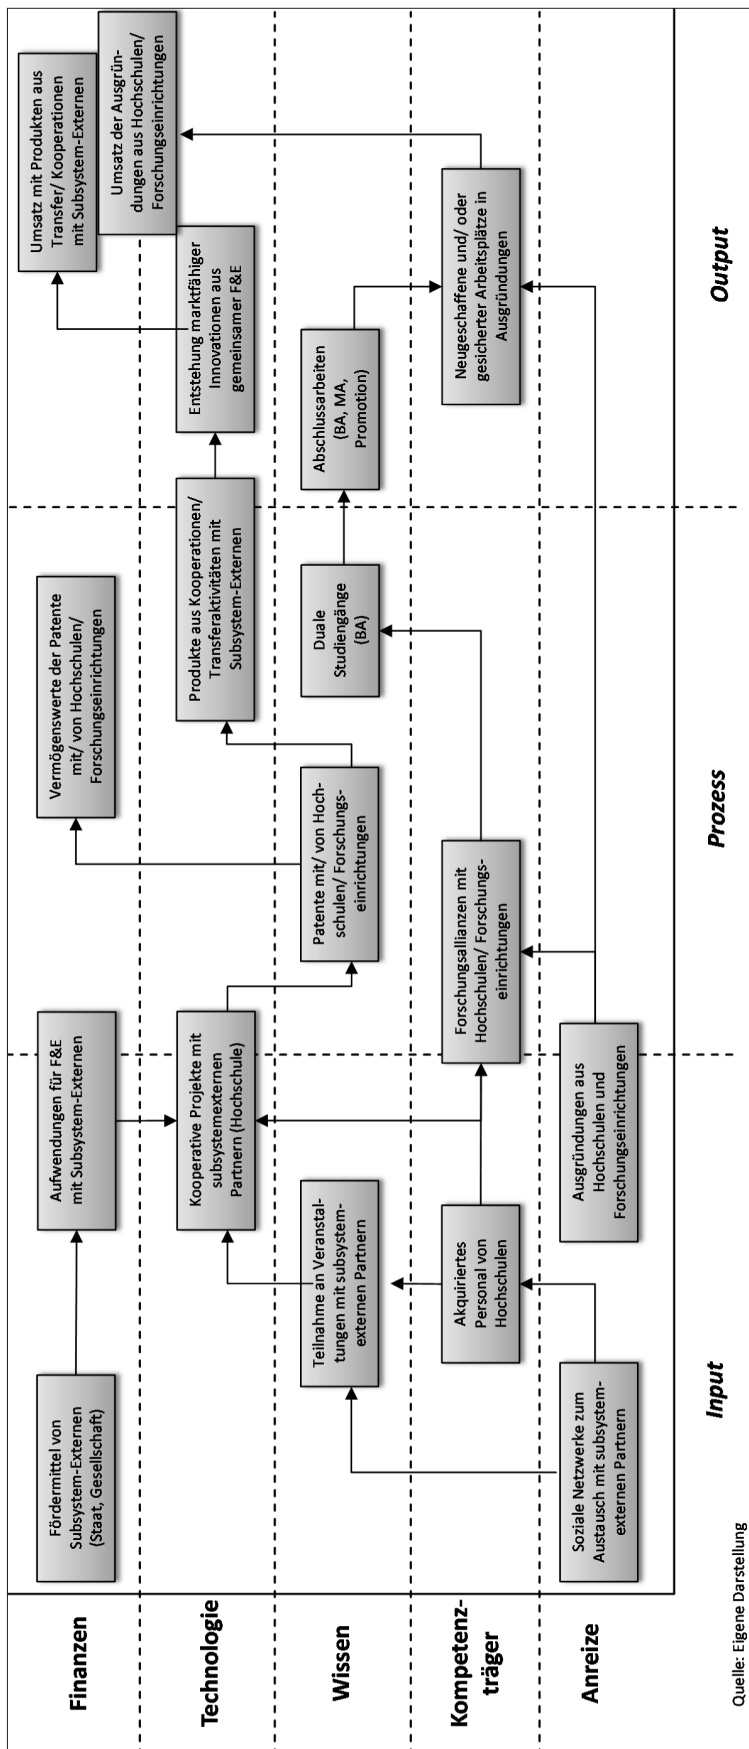 Finanzen
Fördermittel von
Subsystem-Externen
(Staat, Gesellschaft)
Aufwendungen für F&E
mit Subsystem-Externen
Vermögenswerte der Patente
mit/ von Hochschulen/
Forschungseinrichtungen
Umsatz mit Produkten aus
Transfer/ Kooperationen
mit Subsystem-Externen
Umsatz der Ausgrün-
dungen aus Hochschulen/
Forschungseinrichtungen
Technologie
Kooperative Projekte mit
subsystemexternen
Partnern (Hochschule)
Produkte aus Kooperationen/
Transferaktivitäten mit
Subsystem-Externen
Entstehung marktfähiger
Innovationen aus
gemeinsamer F&E
Wissen
Teilnahme an Veranstal-
tungen mit subsystem-
externen Partnern
Patente mit/ von Hoch-
schulen/ Forschungs-
einrichtungen
Duale
Studiengänge
(BA)
Abschlussarbeiten
(BA, MA,
Promotion)
Kompetenz-
träger
Akquiriertes
Personal von
Hochschulen
Forschungsallianzen mit
Hochschulen/ Forschungs-
einrichtungen
Neugeschaffene und/ oder
gesicherter Arbeitsplätze in
Ausgründungen
Anreize
Soziale Netzwerke zum
Austausch mit subsystem-
externen Partnern
Ausgründungen aus
Hochschulen und
Forschungseinrichtungen
Input
Prozess
Output
Quelle: Eigene Darstellung